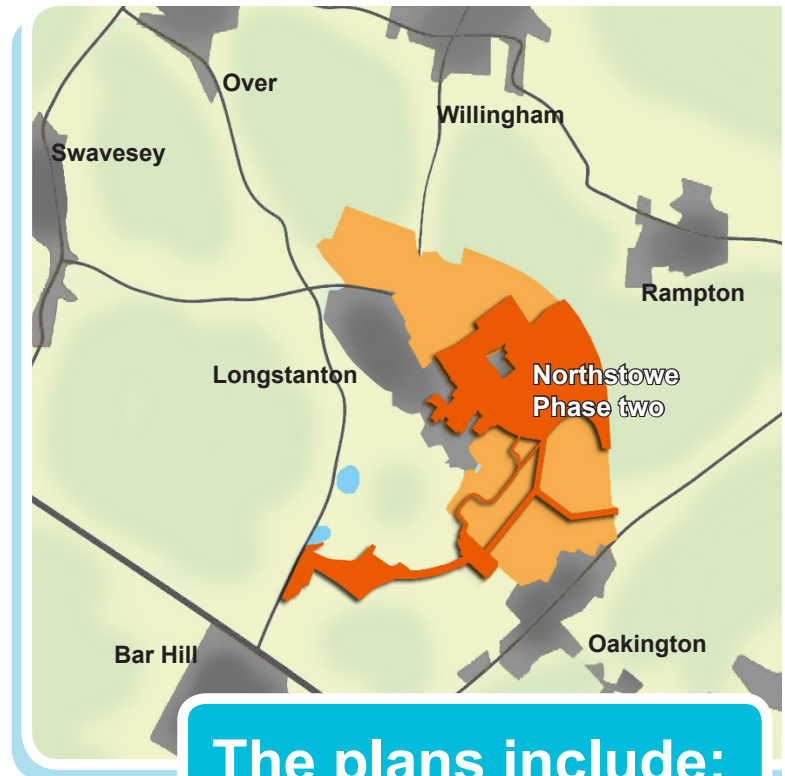 Over
Willingham
Swavesey
Rampton
Longstanton
Northstowe
Phase two
Oakington
Bar Hill
The plans include: